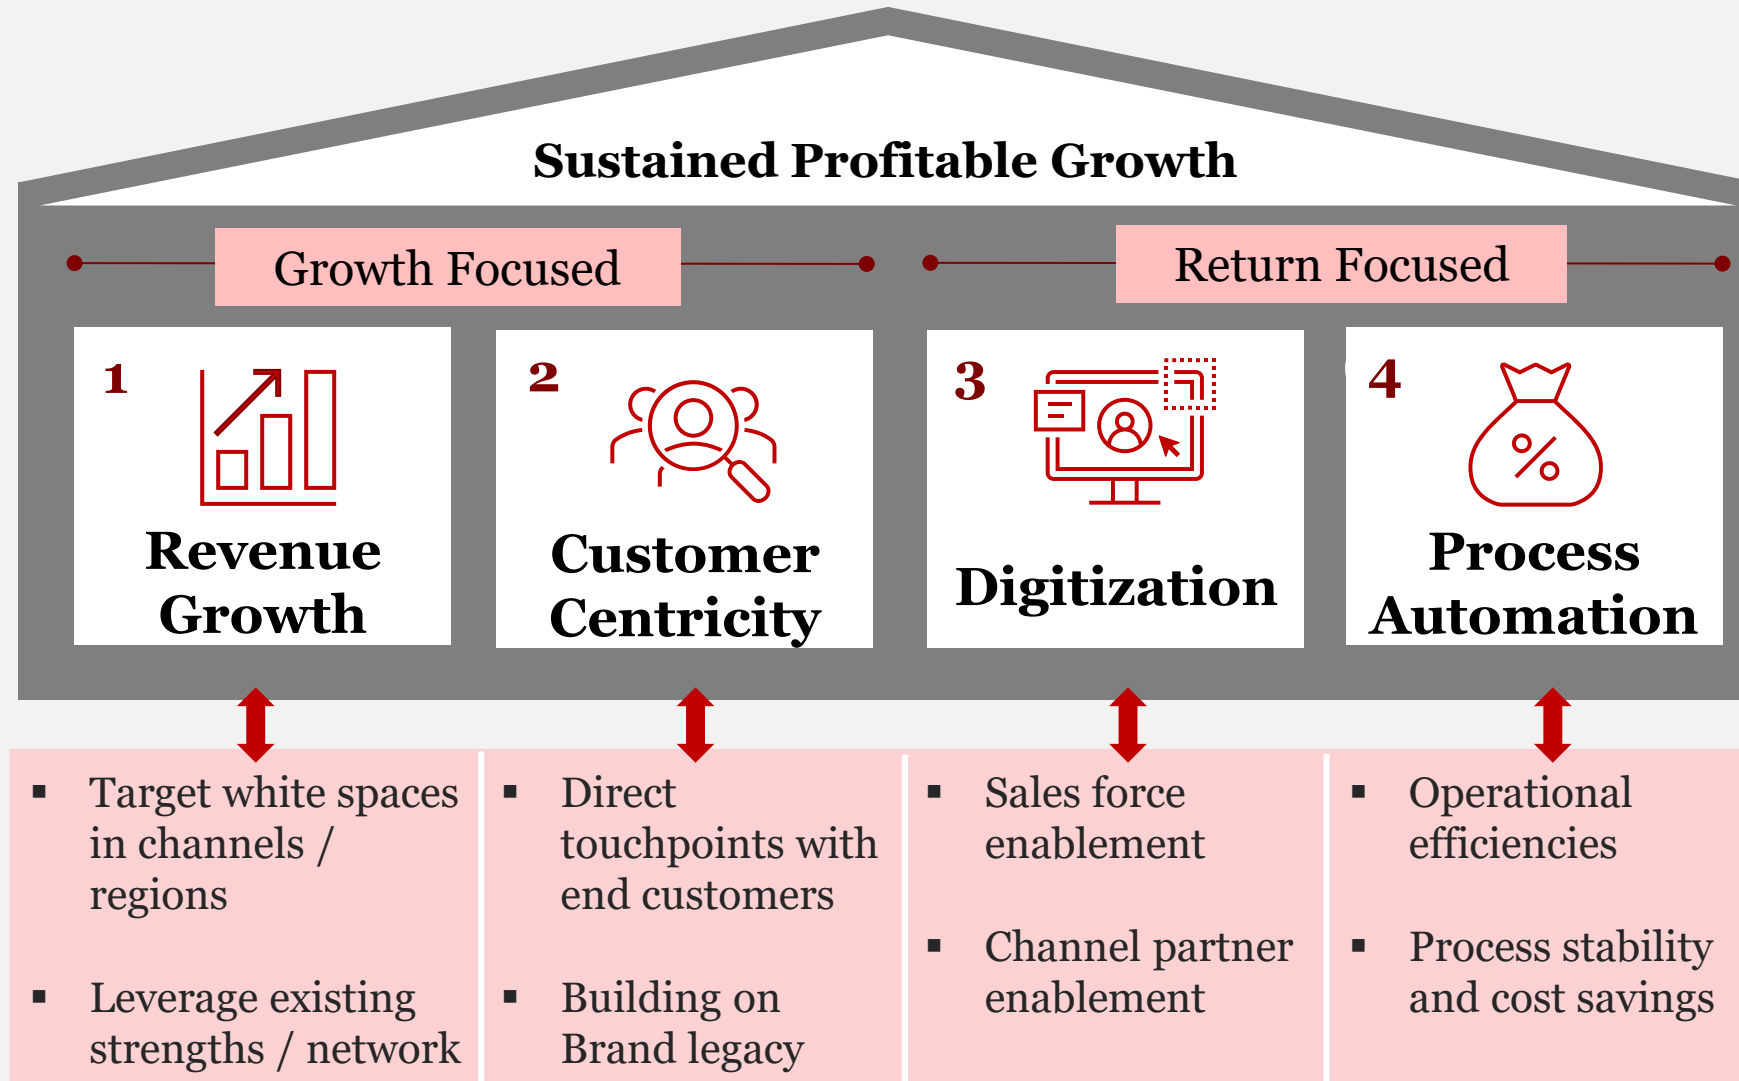 Sustained Profitable Growth
Growth Focused
Return Focused
1
Revenue
Growth
2
Customer
Centricity
3
Digitization
4
%
Process
Automation
▪ Target white spaces
in channels /
regions
▪ Leverage existing
strengths / network
▪ Direct
touchpoints with
end customers
▪ Building on
Brand legacy
▪ Sales force
enablement
▪ Channel partner
enablement
▪ Operational
efficiencies
▪ Process stability
and cost savings